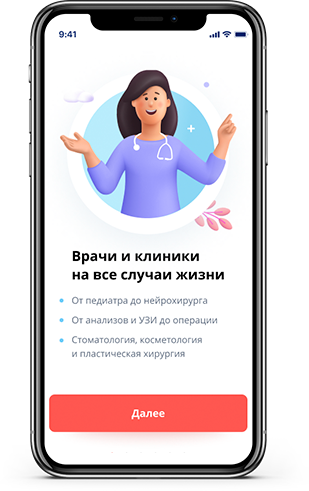 9:41
Врачи и клиники
на все случаи жизни
От педиатра до нейрохирурга
От анализов и УЗИ до операции
Стоматология, косметология
и пластическая хирургия
Далее